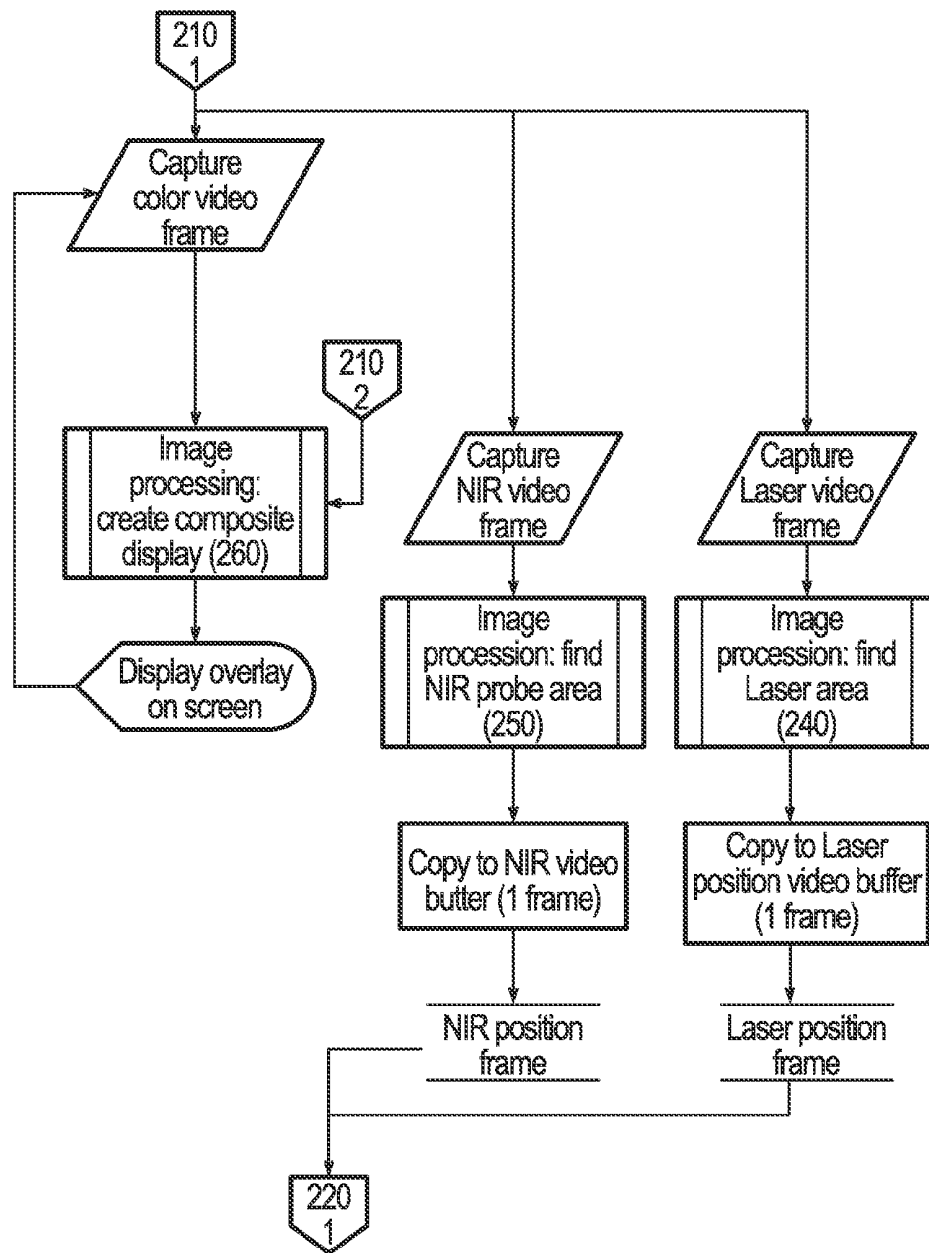 210
1
Capture
color video
frame
210
2
Image
processing:
create composite
display (260)
Display overlay
on screen
Capture
NIR video
frame
Image
procession: find
NIR probe area
(250)
Copy to NIR video
butter (1 frame)
NIR position
frame
Capture
Laser video
frame
Image
procession: find
Laser area
(240)
Copy to Laser
position video buffer
(1 frame)
Laser position
frame
220
1